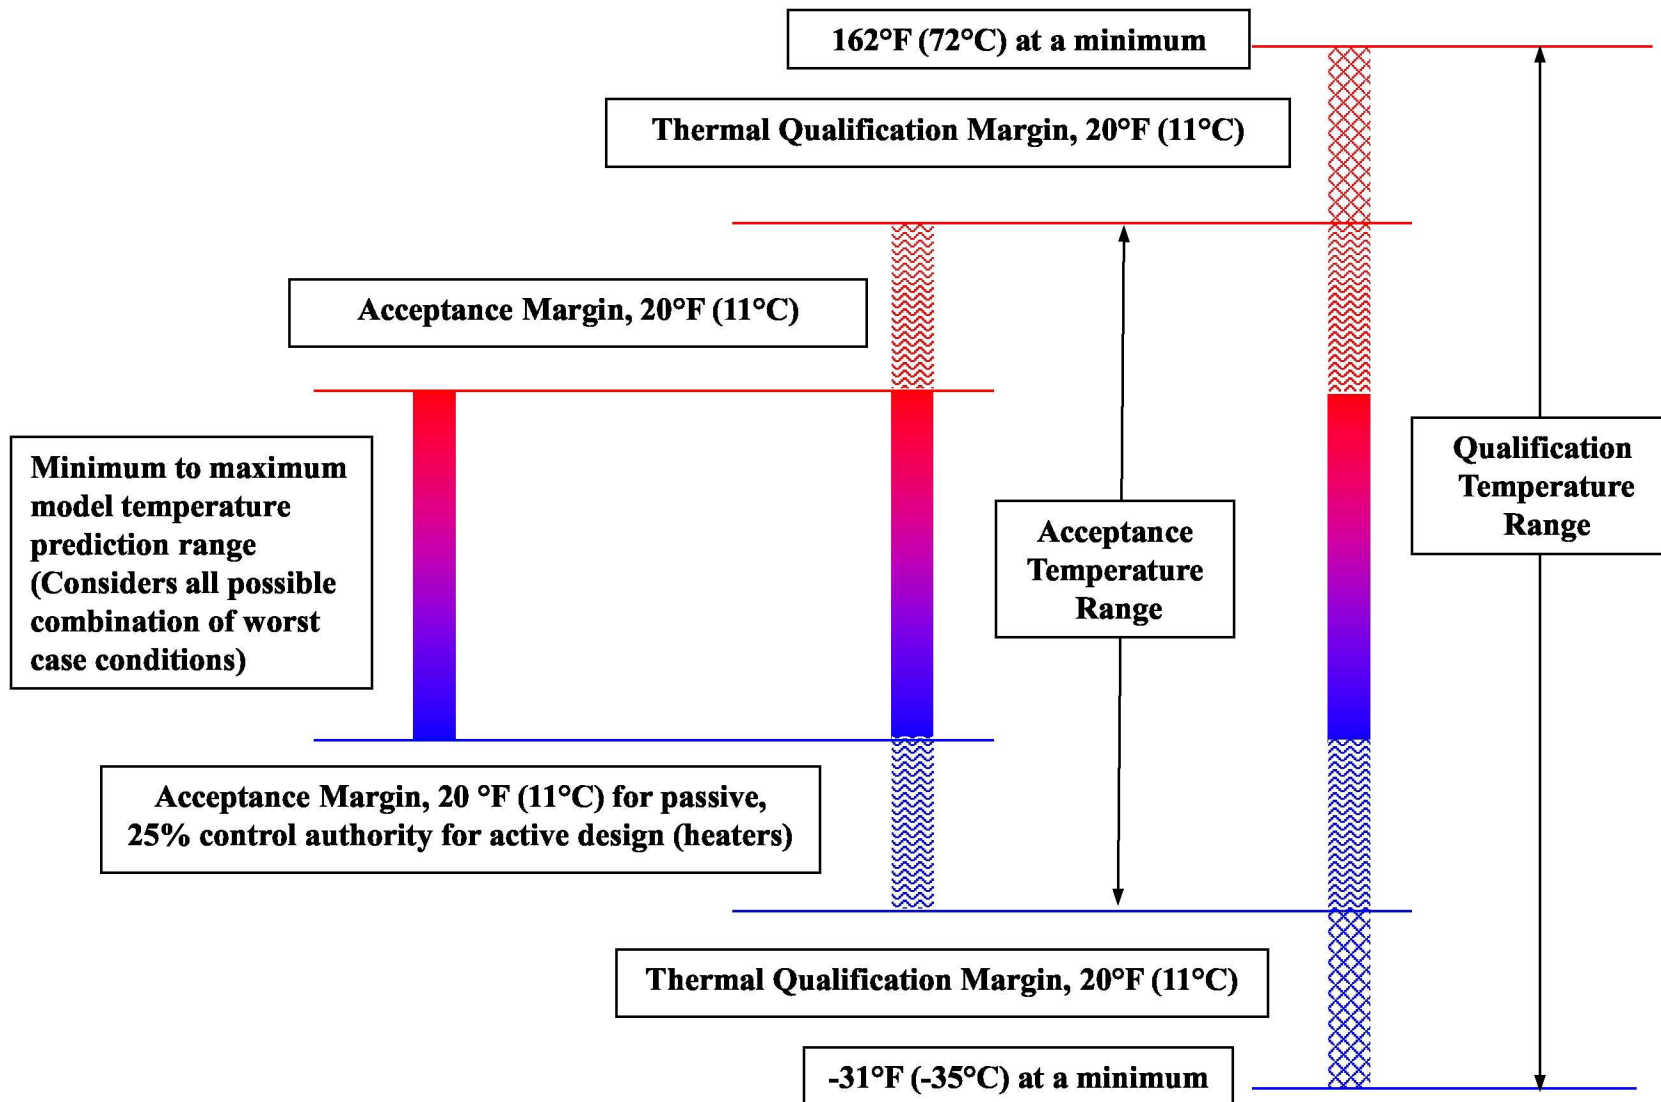 162°F (72°C) at a minimum
Thermal Qualification Margin, 20°F (11°C)
Acceptance Margin, 20°F (11°C)
Minimum to maximum
model temperature
prediction range
(Considers all possible
combination of worst
case conditions)
Acceptance
Temperature
Range
Qualification
Temperature
Range
Acceptance Margin, 20 °F (11°C) for passive,
25% control authority for active design (heaters)
Thermal Qualification Margin, 20°F (11°C)
-31°F (-35°C) at a minimum